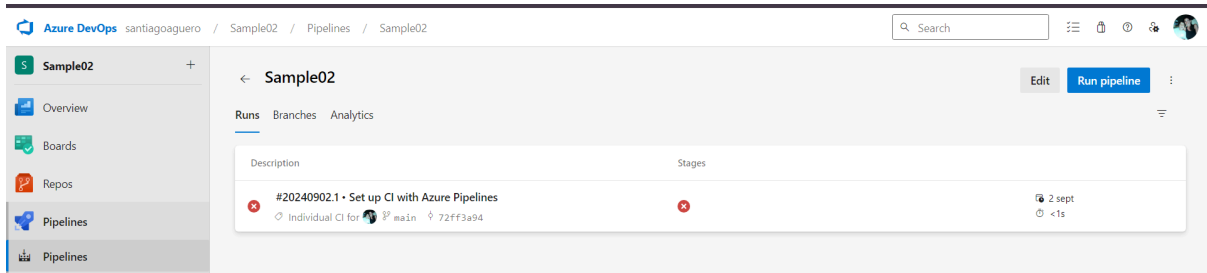 Azure DevOps santiagoaguero / Sample02 / Pipelines / Sample02 Search
S Sample02 +
Overview
Boards
Repos
Pipelines
Pipelines
← Sample02
Edit Run pipeline
Runs Branches Analytics
Description Stages
#20240902.1 • Set up CI with Azure Pipelines
2 sept
Individual CI for main 72ff3a94
<1s